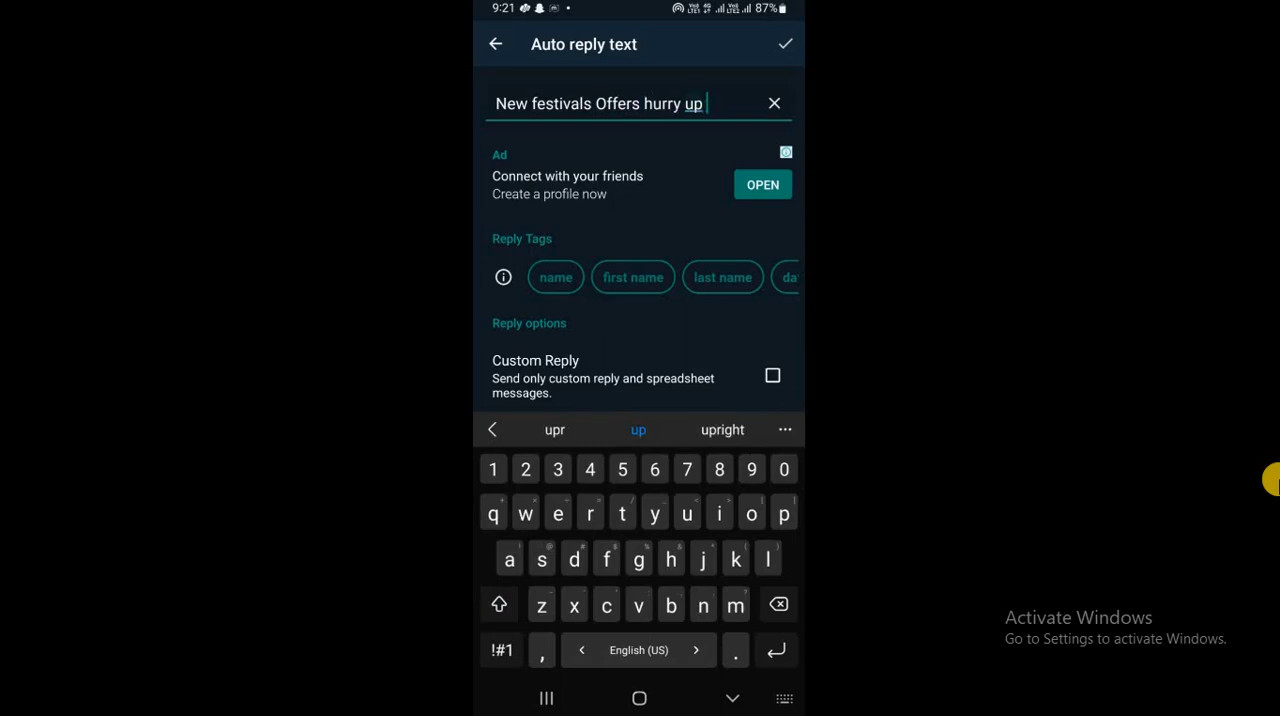 9:21 87%
Auto reply text
New festivals Offers hurry up
Ad
Connect with your friends
Create a profile now
OPEN
Reply Tags
name first name last name da
Reply options
Custom Reply
Send only custom reply and spreadsheet
messages.
upr up upright ...
1 2 3 4 5 6 7 8 9 0
q w e r t y u i o p
a s d f g h j k l
z x c v b n m
!#1 , < English (US) > .
Activate Windows
Go to Settings to activate Windows.